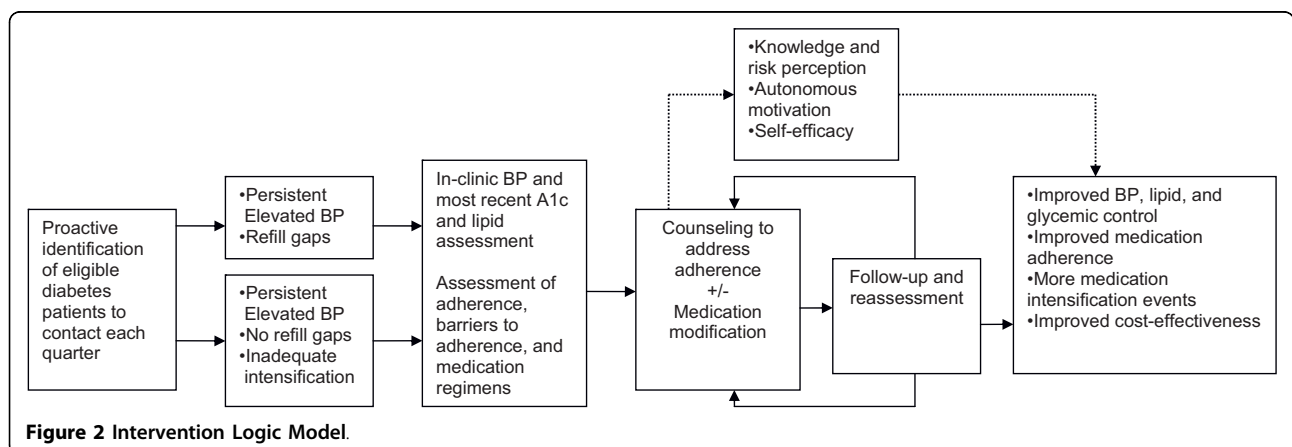 Proactive
identification
of eligible
diabetes
patients to
contact each
quarter
•Persistent
Elevated BP
•Refill gaps
•Persistent
Elevated BP
•No refill gaps
•Inadequate
intensification
In-clinic BP and
most recent A1c
and lipid
assessment
Assessment of
adherence,
barriers to
adherence, and
medication
regimens
Counseling to
address
adherence
+/-
Medication
modification
•Knowledge and
risk perception
•Autonomous
motivation
•Self-efficacy
Follow-up and
reassessment
•Improved BP, lipid, and
glycemic control
•Improved medication
adherence
•More medication
intensification events
•Improved cost-effectiveness
Figure 2 Intervention Logic Model.